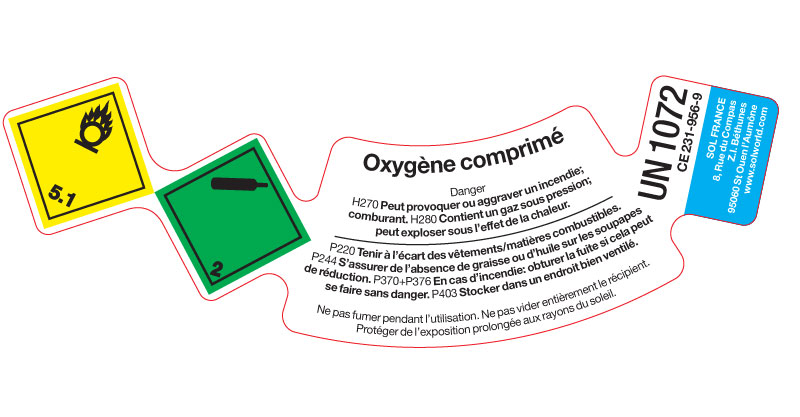 5.1
2
Oxygène comprimé
Danger
H270 Peut provoquer ou aggraver un incendie;
comburant. H280 Contient un gaz sous pression;
peut exploser sous l'effet de la chaleur.
P220 Tenir à l'écart des vêtements/matières combustibles.
P244 S'assurer de l'absence de graisse ou d'huile sur les soupapes
de réduction. P370+P376 En cas d'incendie: obturer la fuite si cela peut
se faire sans danger. P403 Stocker dans un endroit bien ventilé.
Ne pas fumer pendant l'utilisation. Ne pas vider entièrement le récipient.
Protéger de l'exposition prolongée aux rayons du soleil.
UN 1072
CE 231-956-9
SOL FRANCE
8, Rue du Compas
Z.I. Béthunes
95060 St Ouen l'Aumône
www.solworld.com